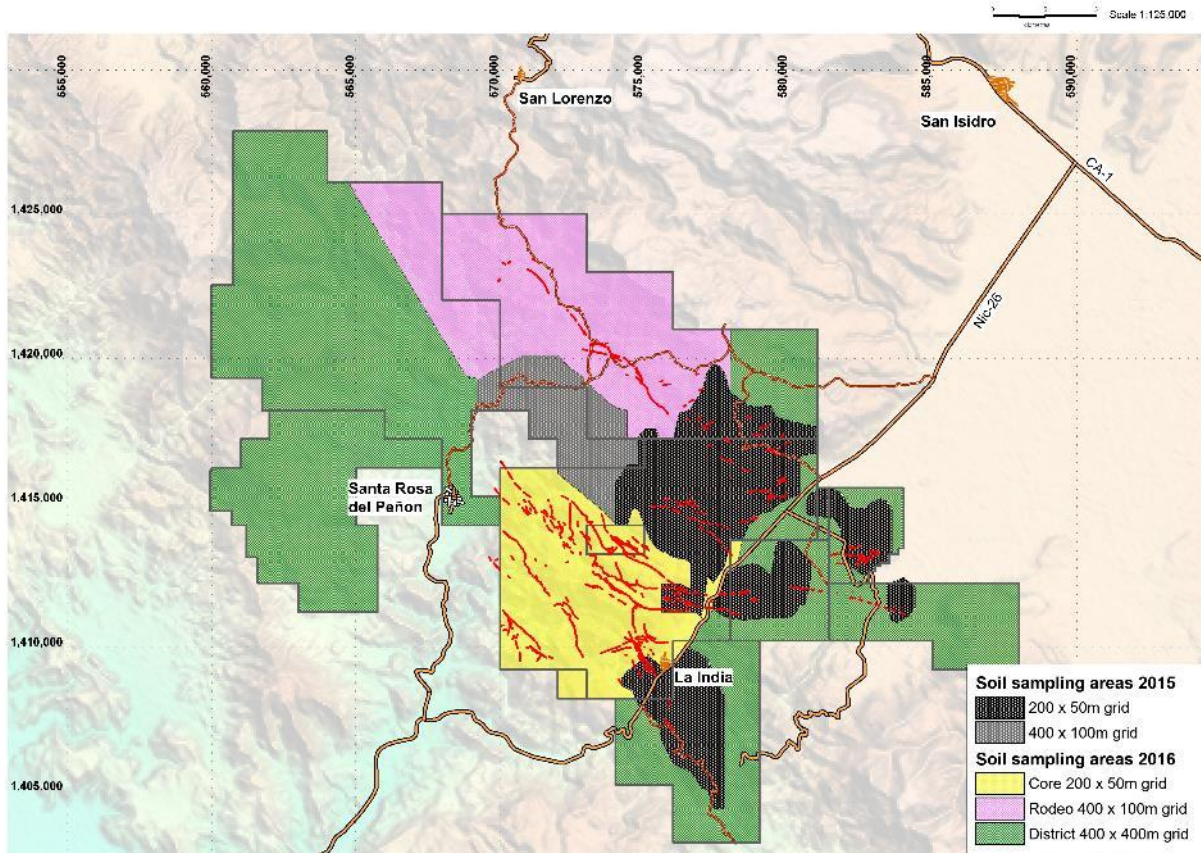 Scale 1:125,000
555,000
560,000
565,000
570,000
575,000
580,000
585,000
590,000
San Lorenzo
San Isidro
CA-1
1,425,000
Nic-26
1,420,000
Santa Rosa
del Peñon
1,415,000
1,410,000
La India
1,405,000
Soil sampling areas 2015
200 x 50m grid
400 x 100m grid
Soil sampling areas 2016
Core 200 x 50m grid
Rodeo 400 x 100m grid
District 400 x 400m grid